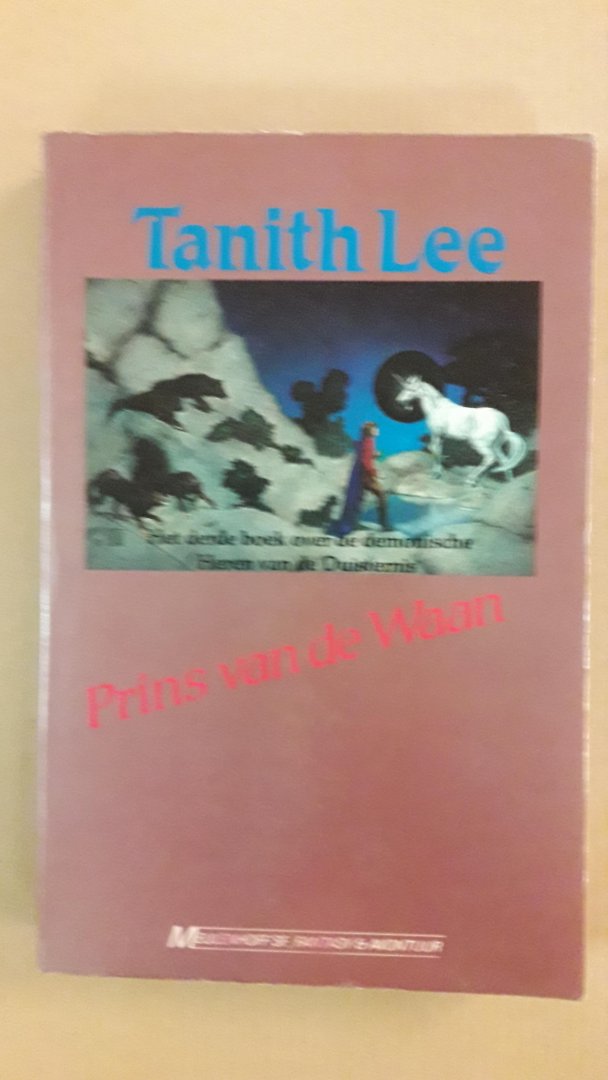 Tanith Lee
Het derde boek over de demonische
'Heren van de Duisternis'
Prins van de Waan
MEULENHOFF SF, FANTASY & AVONTUUR